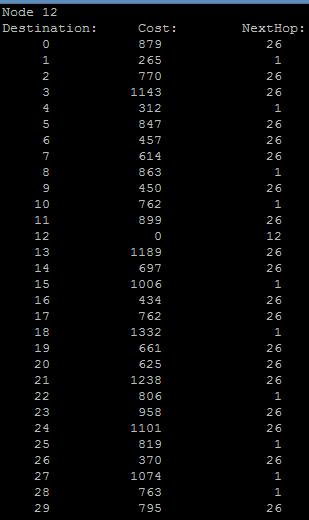 Node 12
Destination: Cost: NextHop:
0 879 26
1 265 1
2 770 26
3 1143 26
4 312 1
5 847 26
6 457 26
7 614 26
8 863 1
9 450 26
10 762 1
11 899 26
12 0 12
13 1189 26
14 697 26
15 1006 1
16 434 26
17 762 26
18 1332 1
19 661 26
20 625 26
21 1238 26
22 806 1
23 958 26
24 1101 26
25 819 1
26 370 26
27 1074 1
28 763 1
29 795 26